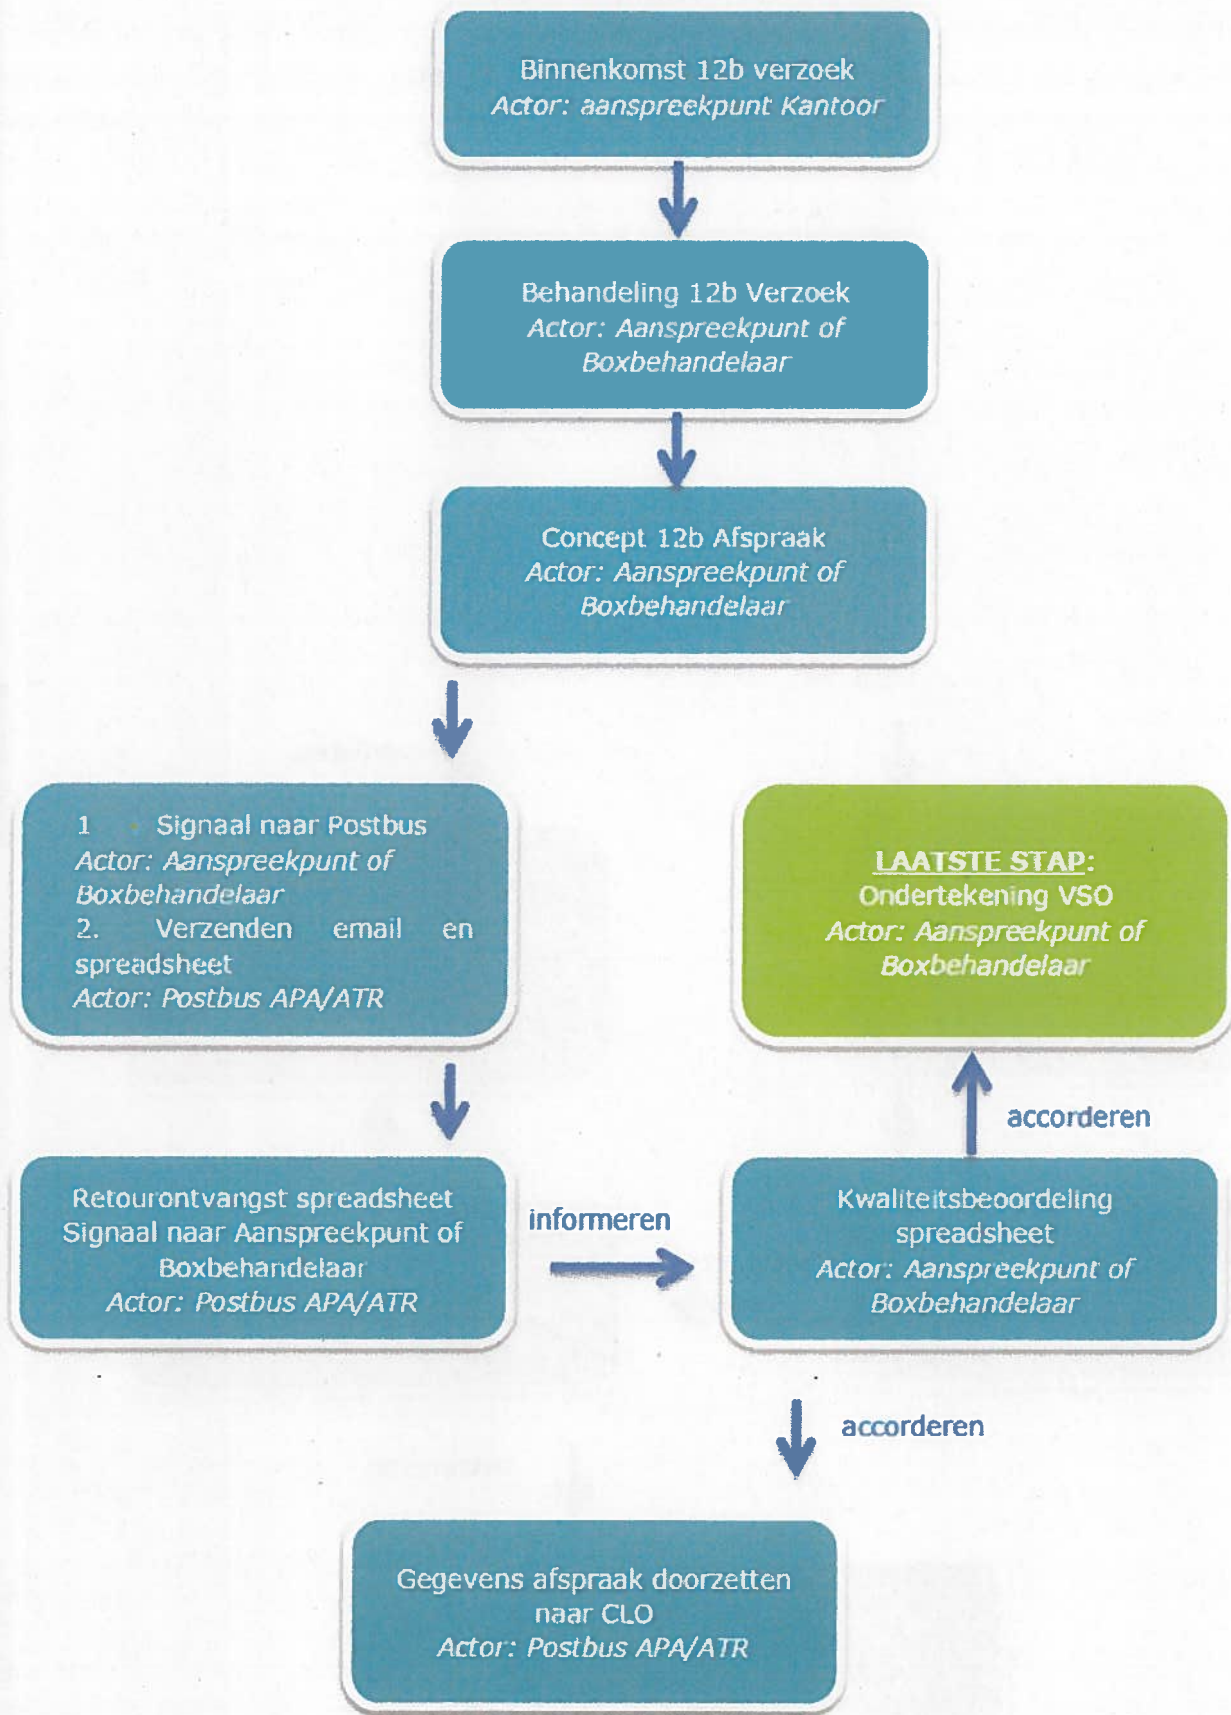 Binnenkomst 12b verzoek
Actor: aanspreekpunt Kantoor
Behandeling 12b Verzoek
Actor: Aanspreekpunt of
Boxbehandelaar
Concept 12b Afspraak
Actor: Aanspreekpunt of
Boxbehandelaar
1 Signaal naar Postbus
Actor: Aanspreekpunt of
Boxbehandelaar
2. Verzenden email en
spreadsheet
Actor: Postbus APA/ATR
LAATSTE STAP:
Ondertekening VSO
Actor: Aanspreekpunt of
Boxbehandelaar
accorderen
Retourontvangst spreadsheet
Signaal naar Aanspreekpunt of
Boxbehandelaar
Actor: Postbus APA/ATR
informeren
Kwaliteitsbeoordeling
spreadsheet
Actor: Aanspreekpunt of
Boxbehandelaar
accorderen
Gegevens afspraak doorzetten
naar CLO
Actor: Postbus APA/ATR